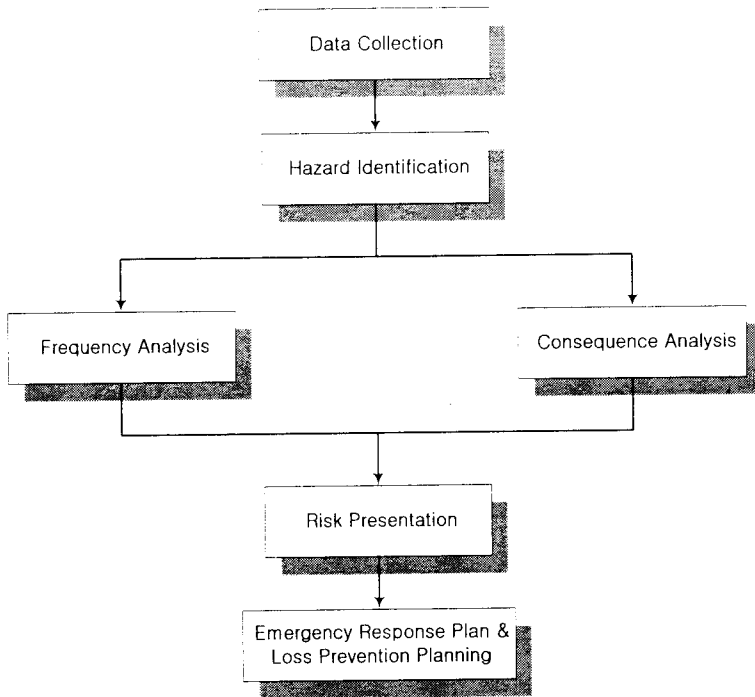 Data Collection
Hazard Identification
Frequency Analysis
Consequence Analysis
Risk Presentation
Emergency Response Plan &
Loss Prevention Planning